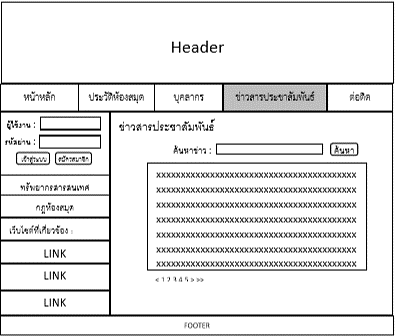 Header
หน้าหลัก ประวัติห้องสมุด บุคลากร ข่าวสารประชาสัมพันธ์ ต่อติด
ผู้ใช้งาน :
รหัสผ่าน :
เข้าสู่ระบบ สมัครสมาชิก
ทรัพยากรสารสนเทศ
กฎห้องสมุด
เว็บไซต์ที่เกี่ยวข้อง :
LINK
LINK
LINK
ข่าวสารประชาสัมพันธ์
ค้นหาข่าว : ค้นหา
XXXXXXXXXXXXXXXXXXXXXXXXXXXXXXXXXXXXXXXX
XXXXXXXXXXXXXXXXXXXXXXXXXXXXXXXXXXXXXXXX
XXXXXXXXXXXXXXXXXXXXXXXXXXXXXXXXXXXXXXXX
XXXXXXXXXXXXXXXXXXXXXXXXXXXXXXXXXXXXXXXX
XXXXXXXXXXXXXXXXXXXXXXXXXXXXXXXXXXXXXXXX
XXXXXXXXXXXXXXXXXXXXXXXXXXXXXXXXXXXXXXXX
XXXXXXXXXXXXXXXXXXXXXXXXXXXXXXXXXXXXXXXX
< 1 2 3 4 5 > >>
FOOTER